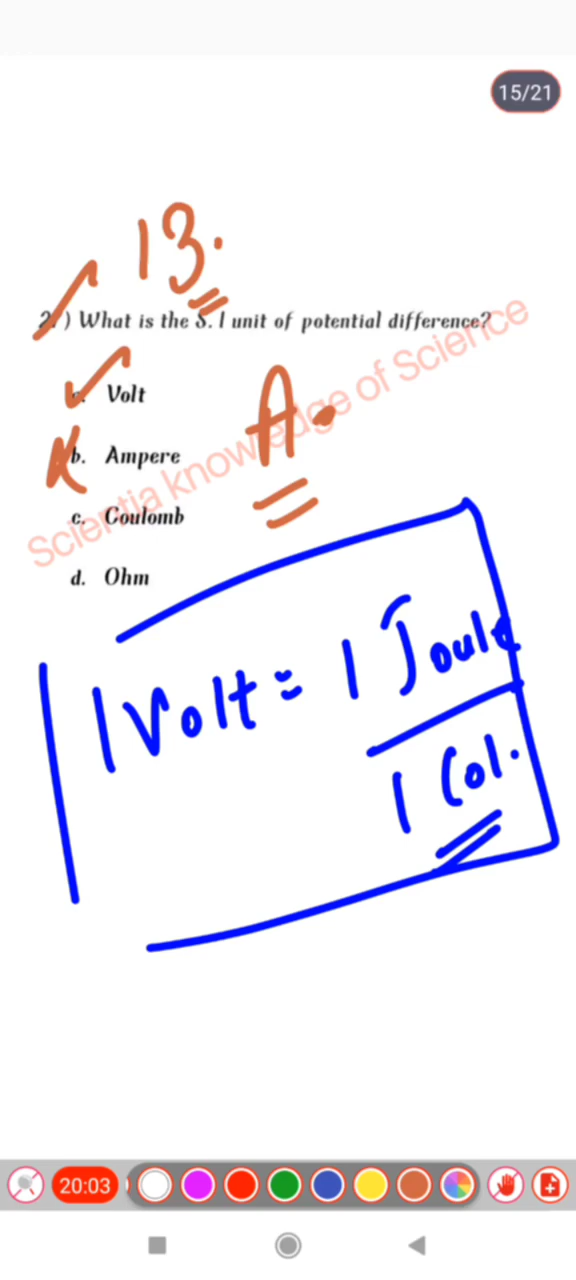 15/21
13.
2.) What is the S. I unit of potential difference?
a. Volt
A.
b. Ampere
c. Coulomb
d. Ohm
Scientia knowledge of Science
1 Volt = 1 Joule
1 Col.
20:03